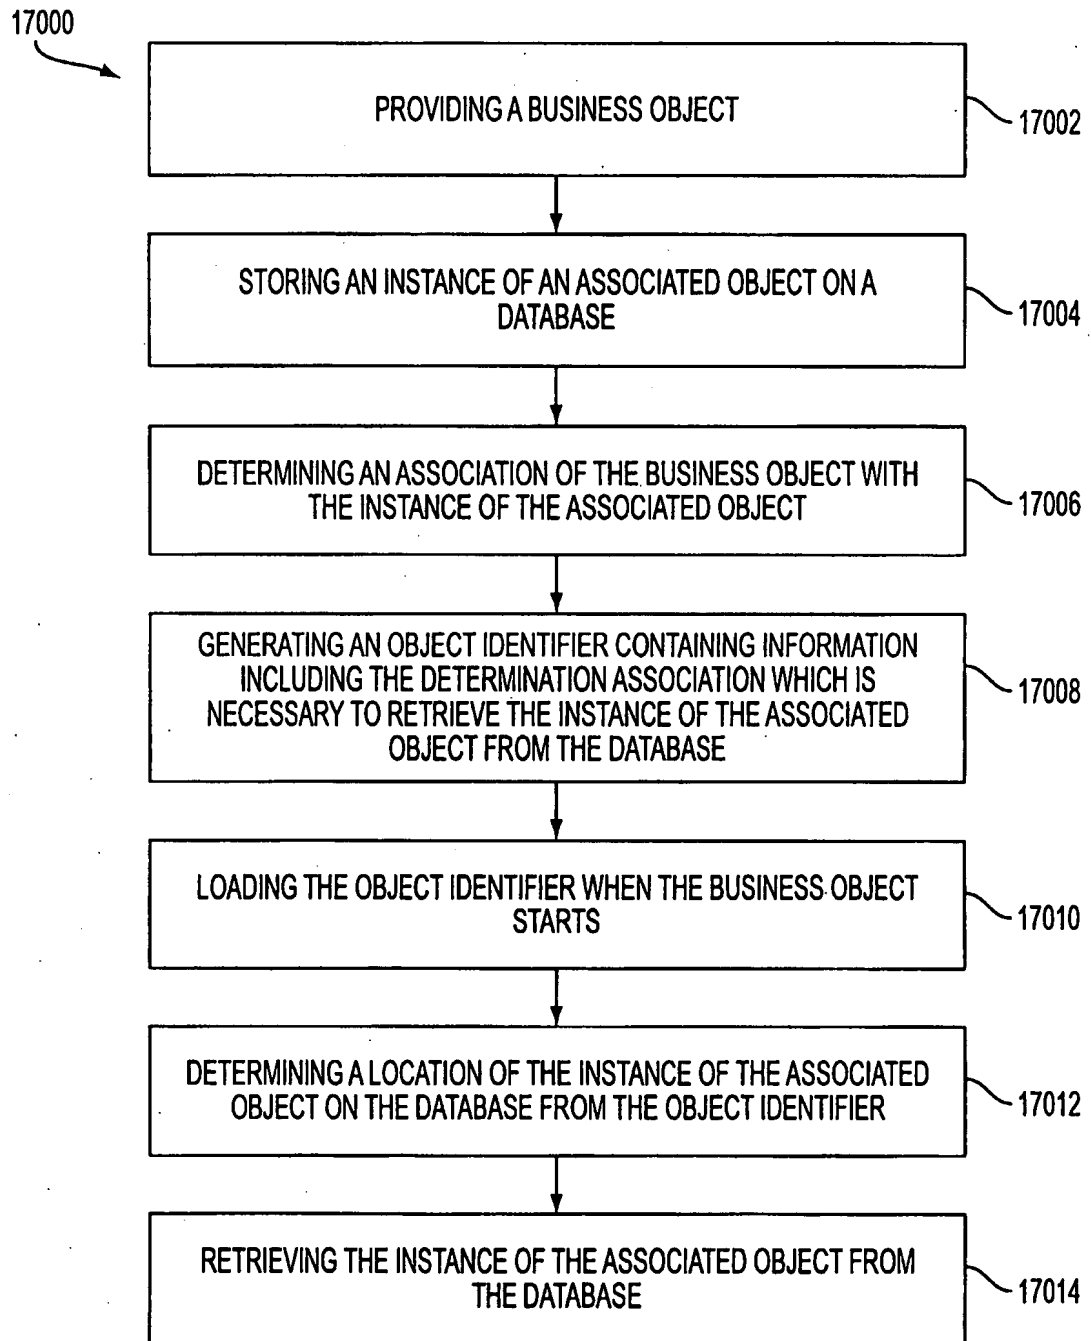 17000
PROVIDING A BUSINESS OBJECT
17002
STORING AN INSTANCE OF AN ASSOCIATED OBJECT ON A
DATABASE
17004
DETERMINING AN ASSOCIATION OF THE BUSINESS OBJECT WITH
THE INSTANCE OF THE ASSOCIATED OBJECT
17006
GENERATING AN OBJECT IDENTIFIER CONTAINING INFORMATION
INCLUDING THE DETERMINATION ASSOCIATION WHICH IS
NECESSARY TO RETRIEVE THE INSTANCE OF THE ASSOCIATED
OBJECT FROM THE DATABASE
17008
LOADING THE OBJECT IDENTIFIER WHEN THE BUSINESS OBJECT
STARTS
17010
DETERMINING A LOCATION OF THE INSTANCE OF THE ASSOCIATED
OBJECT ON THE DATABASE FROM THE OBJECT IDENTIFIER
17012
RETRIEVING THE INSTANCE OF THE ASSOCIATED OBJECT FROM
THE DATABASE
17014